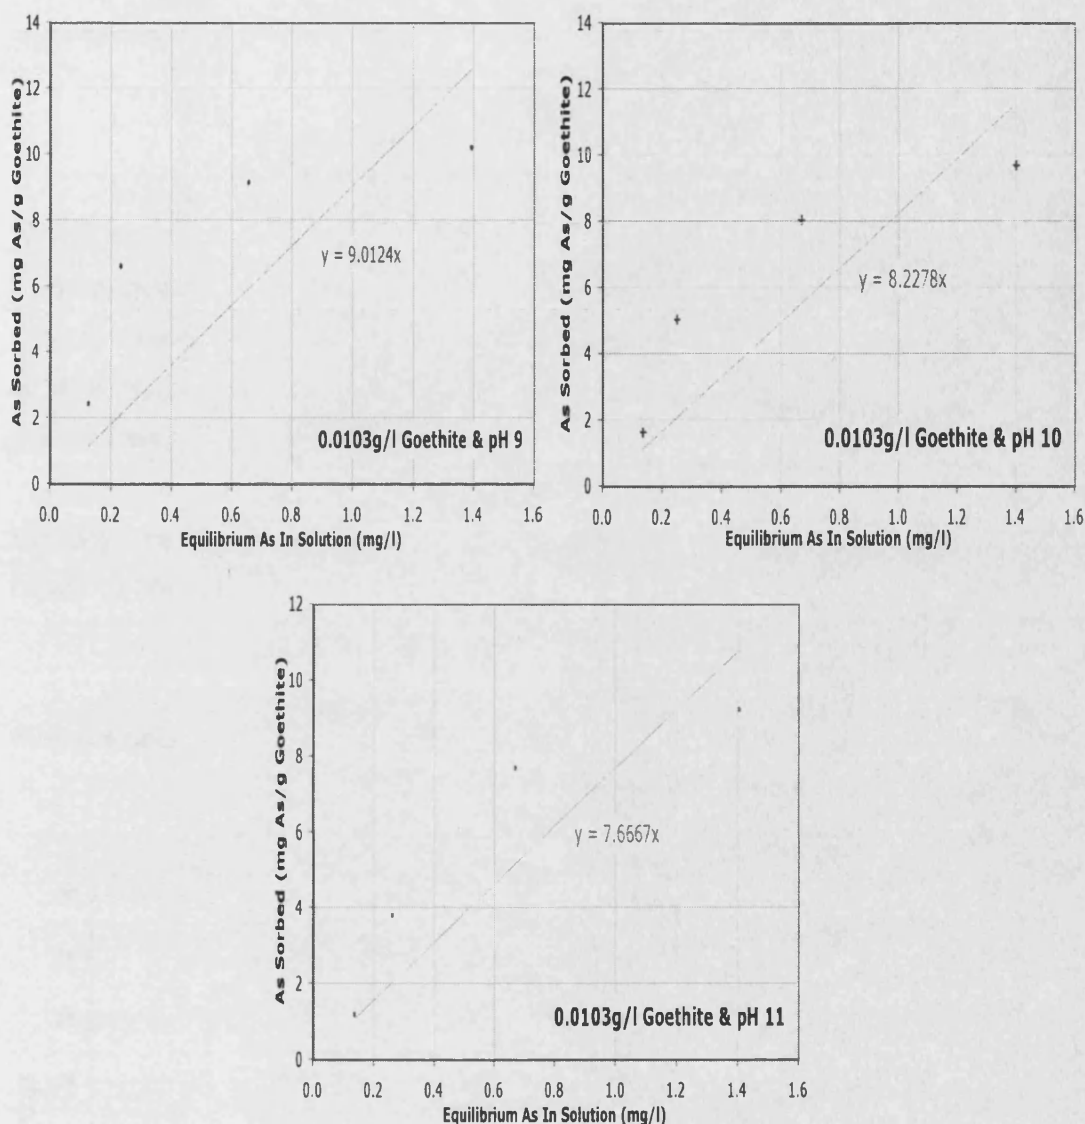 As Sorbed (mg As/g Goethite)
14
12
10
8
6
4
2
0
y = 9.0124x
0.0103g/l Goethite & pH 9
0.0 0.2 0.4 0.6 0.8 1.0 1.2 1.4 1.6
Equilibrium As In Solution (mg/l)
As Sorbed (mg As/g Goethite)
14
12
10
8
6
4
2
0
y = 8.2278x
0.0103g/l Goethite & pH 10
0.0 0.2 0.4 0.6 0.8 1.0 1.2 1.4 1.6
Equilibrium As In Solution (mg/l)
As Sorbed (mg As/g Goethite)
12
10
8
6
4
2
0
y = 7.6667x
0.0103g/l Goethite & pH 11
0.0 0.2 0.4 0.6 0.8 1.0 1.2 1.4 1.6
Equilibrium As In Solution (mg/l)